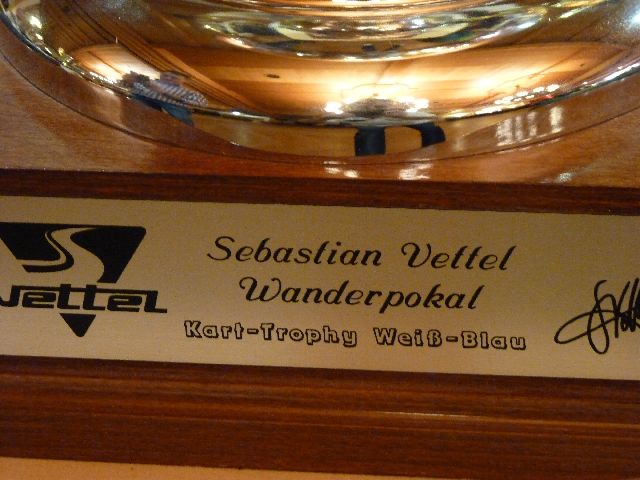 Vettel
Sebastian Vettel
Wanderpokal
Kart-Trophy Weiß-Blau